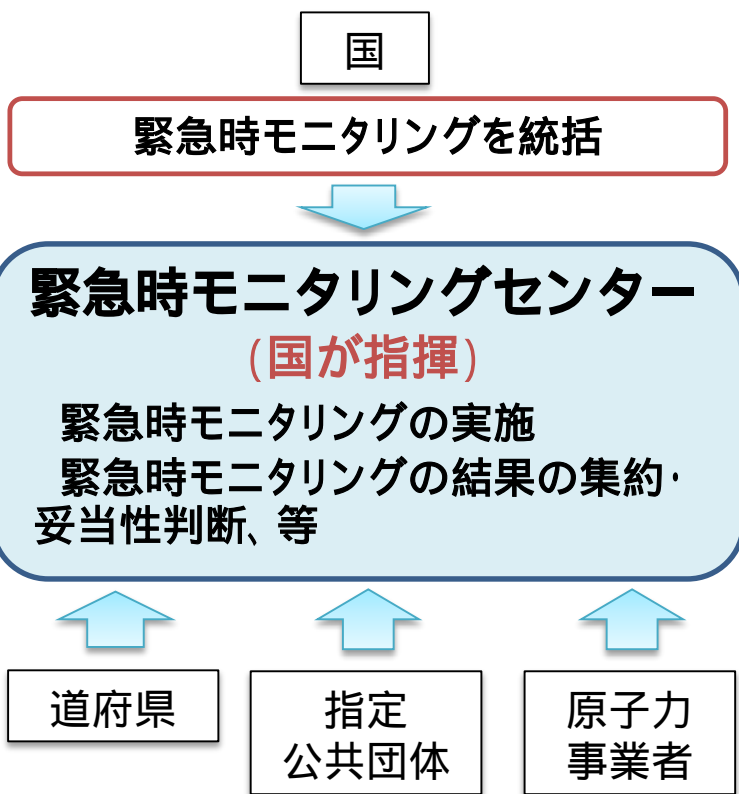 国
緊急時モニタリングを統括
緊急時モニタリングセンター
(国が指揮)
緊急時モニタリングの実施
緊急時モニタリングの結果の集約・
妥当性判断、等
道府県
指定
公共団体
原子力
事業者